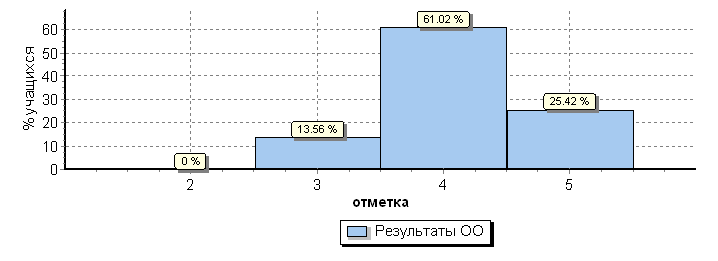 % учащихся
60
50
40
30
20
10
0
0 %
13.56 %
61.02 %
25.42 %
2 3 4 5
отметка
Результаты ОО